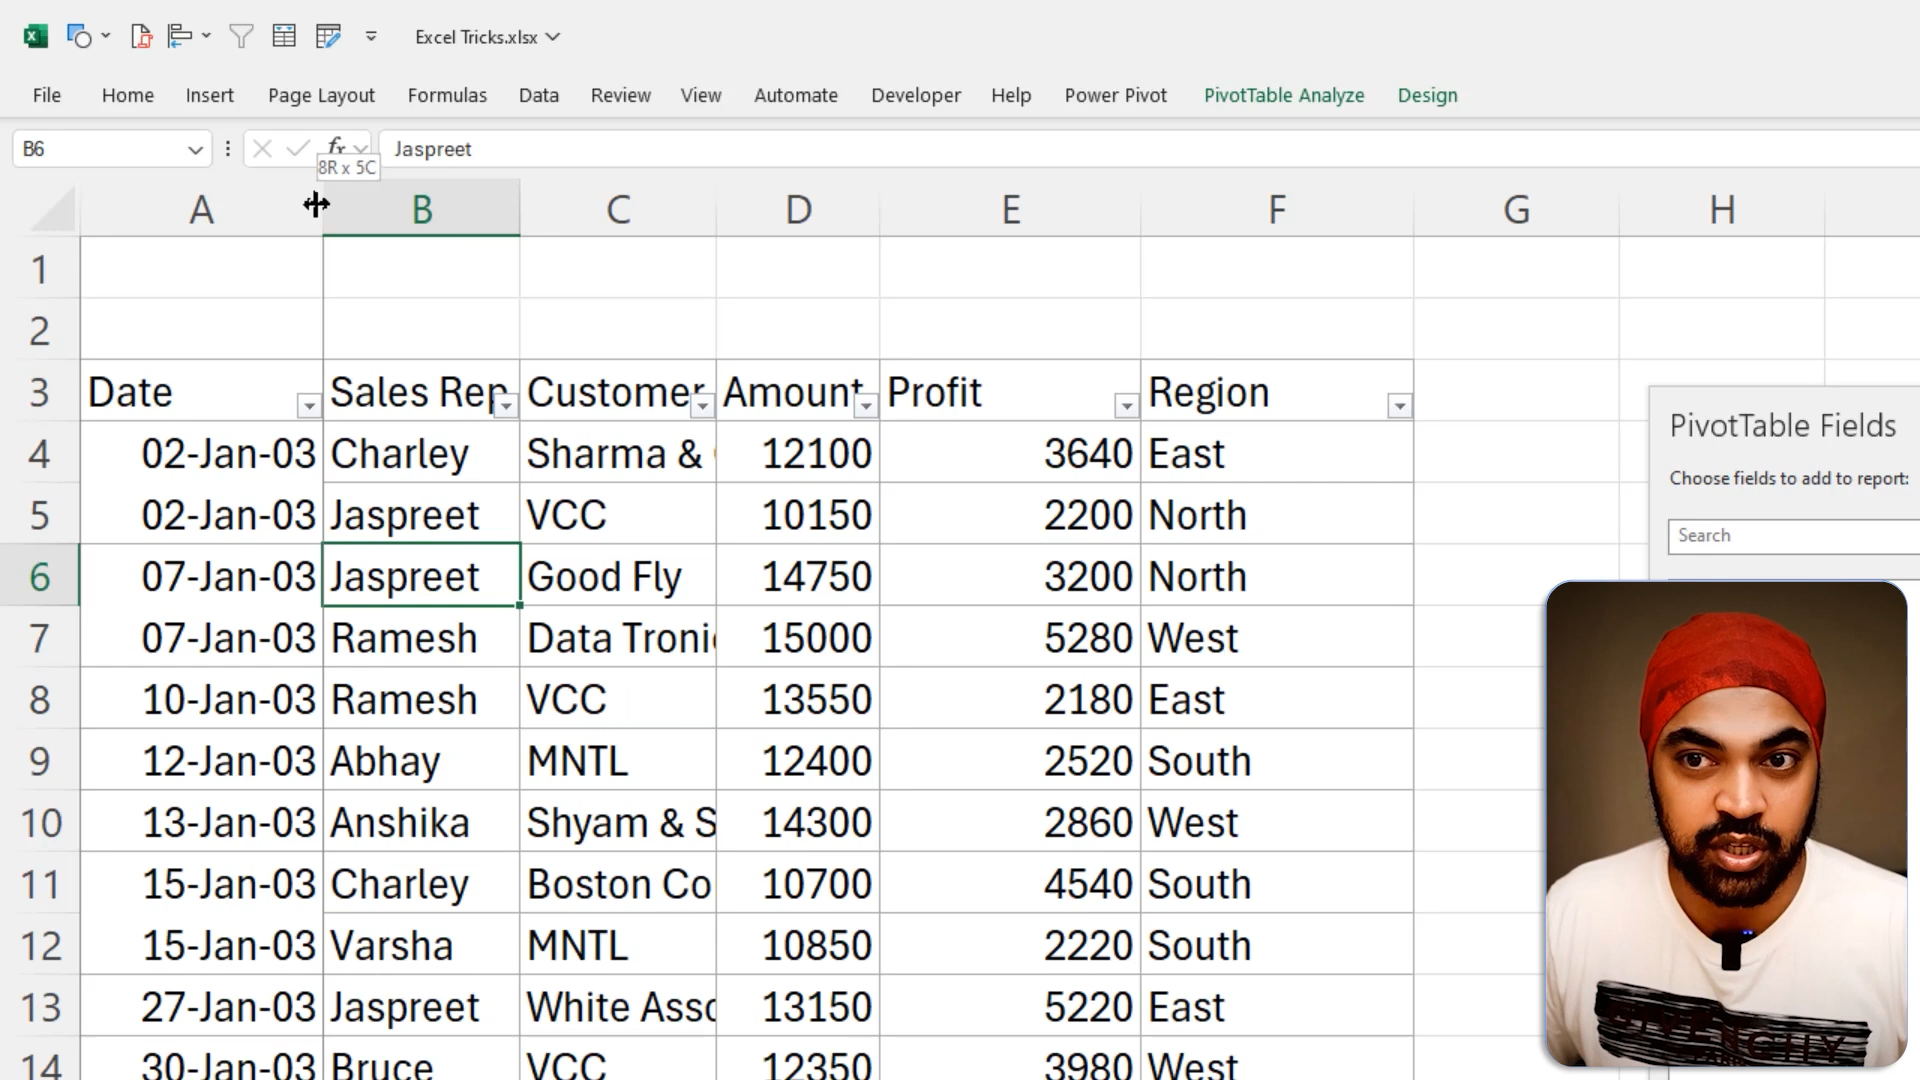 Excel Tricks.xlsx
File Home Insert Page Layout Formulas Data Review View Automate Developer Help Power Pivot PivotTable Analyze Design
B6 fx Jaspreet
8R x 5C
A B C D E F G H
1
2
3 Date Sales Rep Customer Amount Profit Region
4 02-Jan-03 Charley Sharma & 12100 3640 East
5 02-Jan-03 Jaspreet VCC 10150 2200 North
6 07-Jan-03 Jaspreet Good Fly 14750 3200 North
7 07-Jan-03 Ramesh Data Troni 15000 5280 West
8 10-Jan-03 Ramesh VCC 13550 2180 East
9 12-Jan-03 Abhay MNTL 12400 2520 South
10 13-Jan-03 Anshika Shyam & S 14300 2860 West
11 15-Jan-03 Charley Boston Co 10700 4540 South
12 15-Jan-03 Varsha MNTL 10850 2220 South
13 27-Jan-03 Jaspreet White Asso 13150 5220 East
14 30-Jan-03 Bruce VCC 12350 3980 West
PivotTable Fields
Choose fields to add to report:
Search